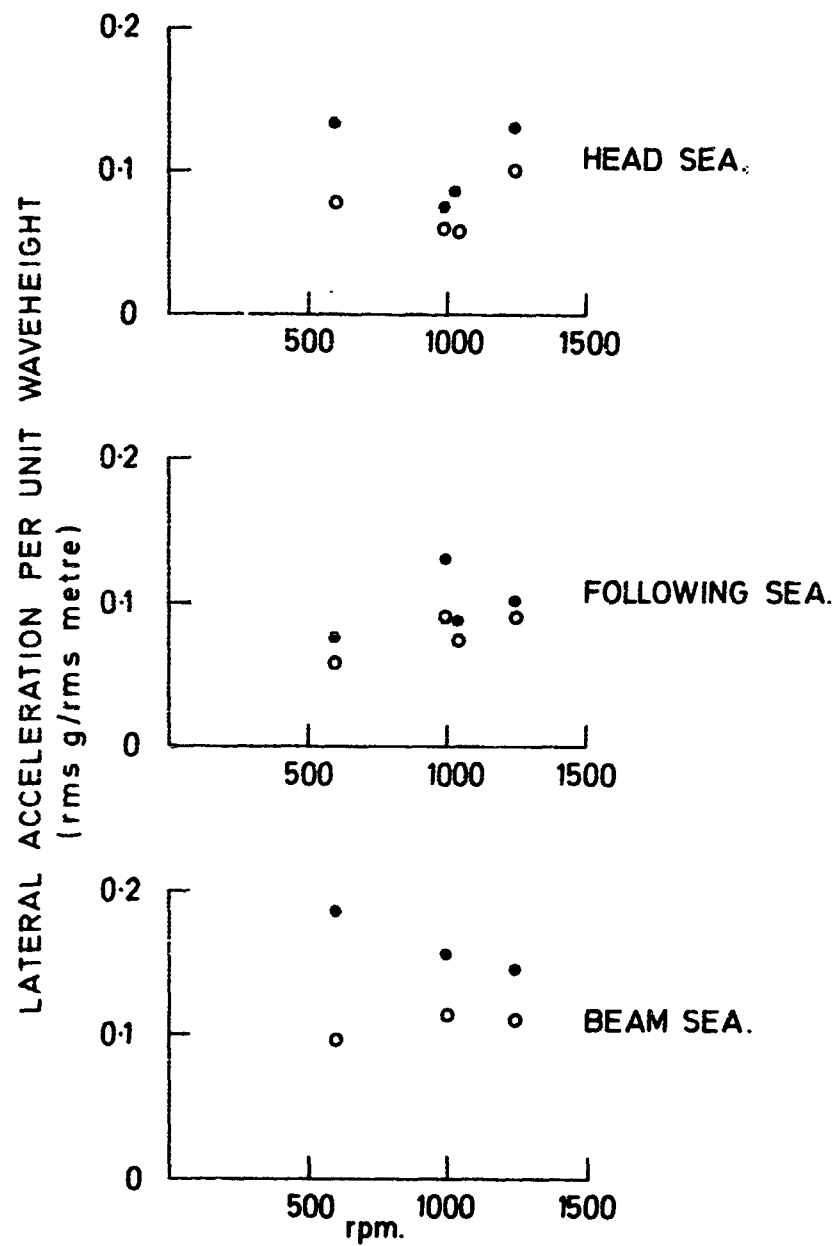 LATERAL ACCELERATION PER UNIT WAVEHEIGHT
(rms g/rms metre)
0·2
0·1
0
500 1000 1500
HEAD SEA.
0·2
0·1
0
500 1000 1500
FOLLOWING SEA.
0·2
0·1
0
500 1000 1500
rpm.
BEAM SEA.